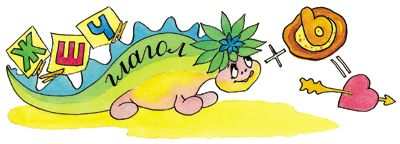 Ж Ш Ч
глагол
+ Ь =